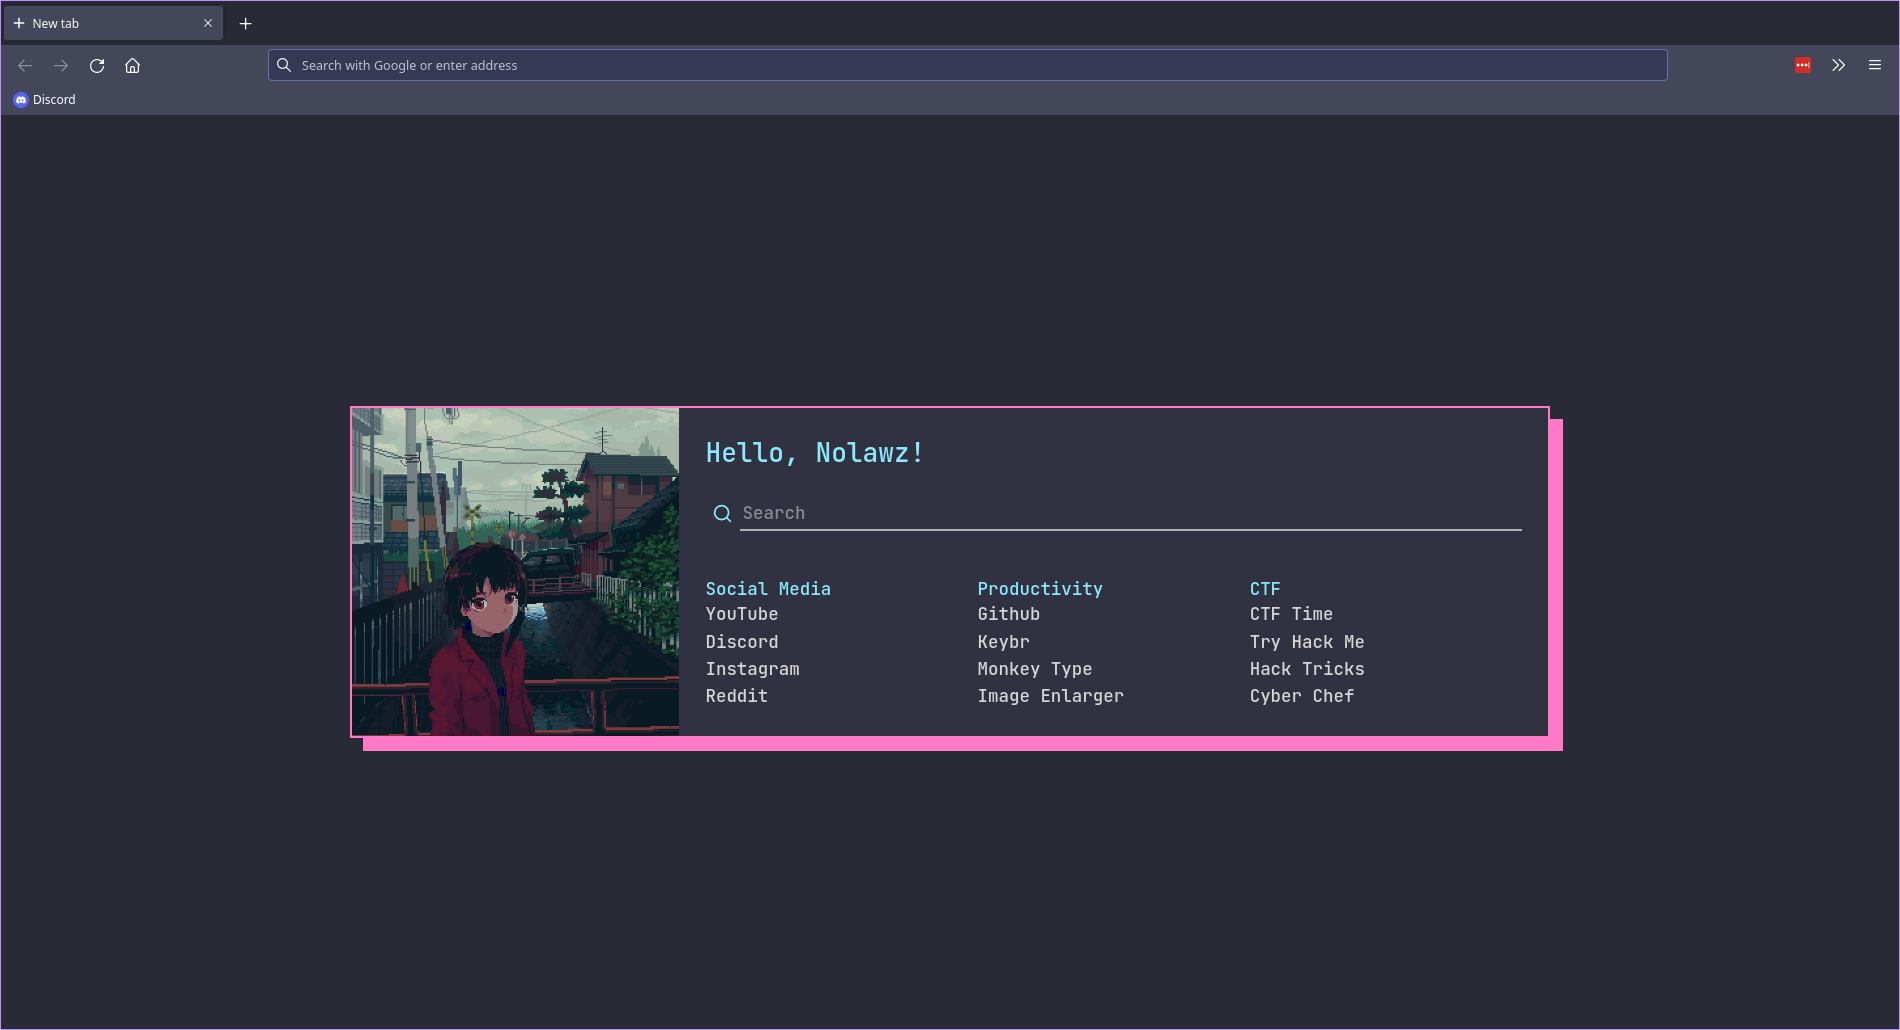 New tab
Search with Google or enter address
Discord
Hello, Nolawz!
Search
Social Media
YouTube
Discord
Instagram
Reddit
Productivity
Github
Keybr
Monkey Type
Image Enlarger
CTF
CTF Time
Try Hack Me
Hack Tricks
Cyber Chef